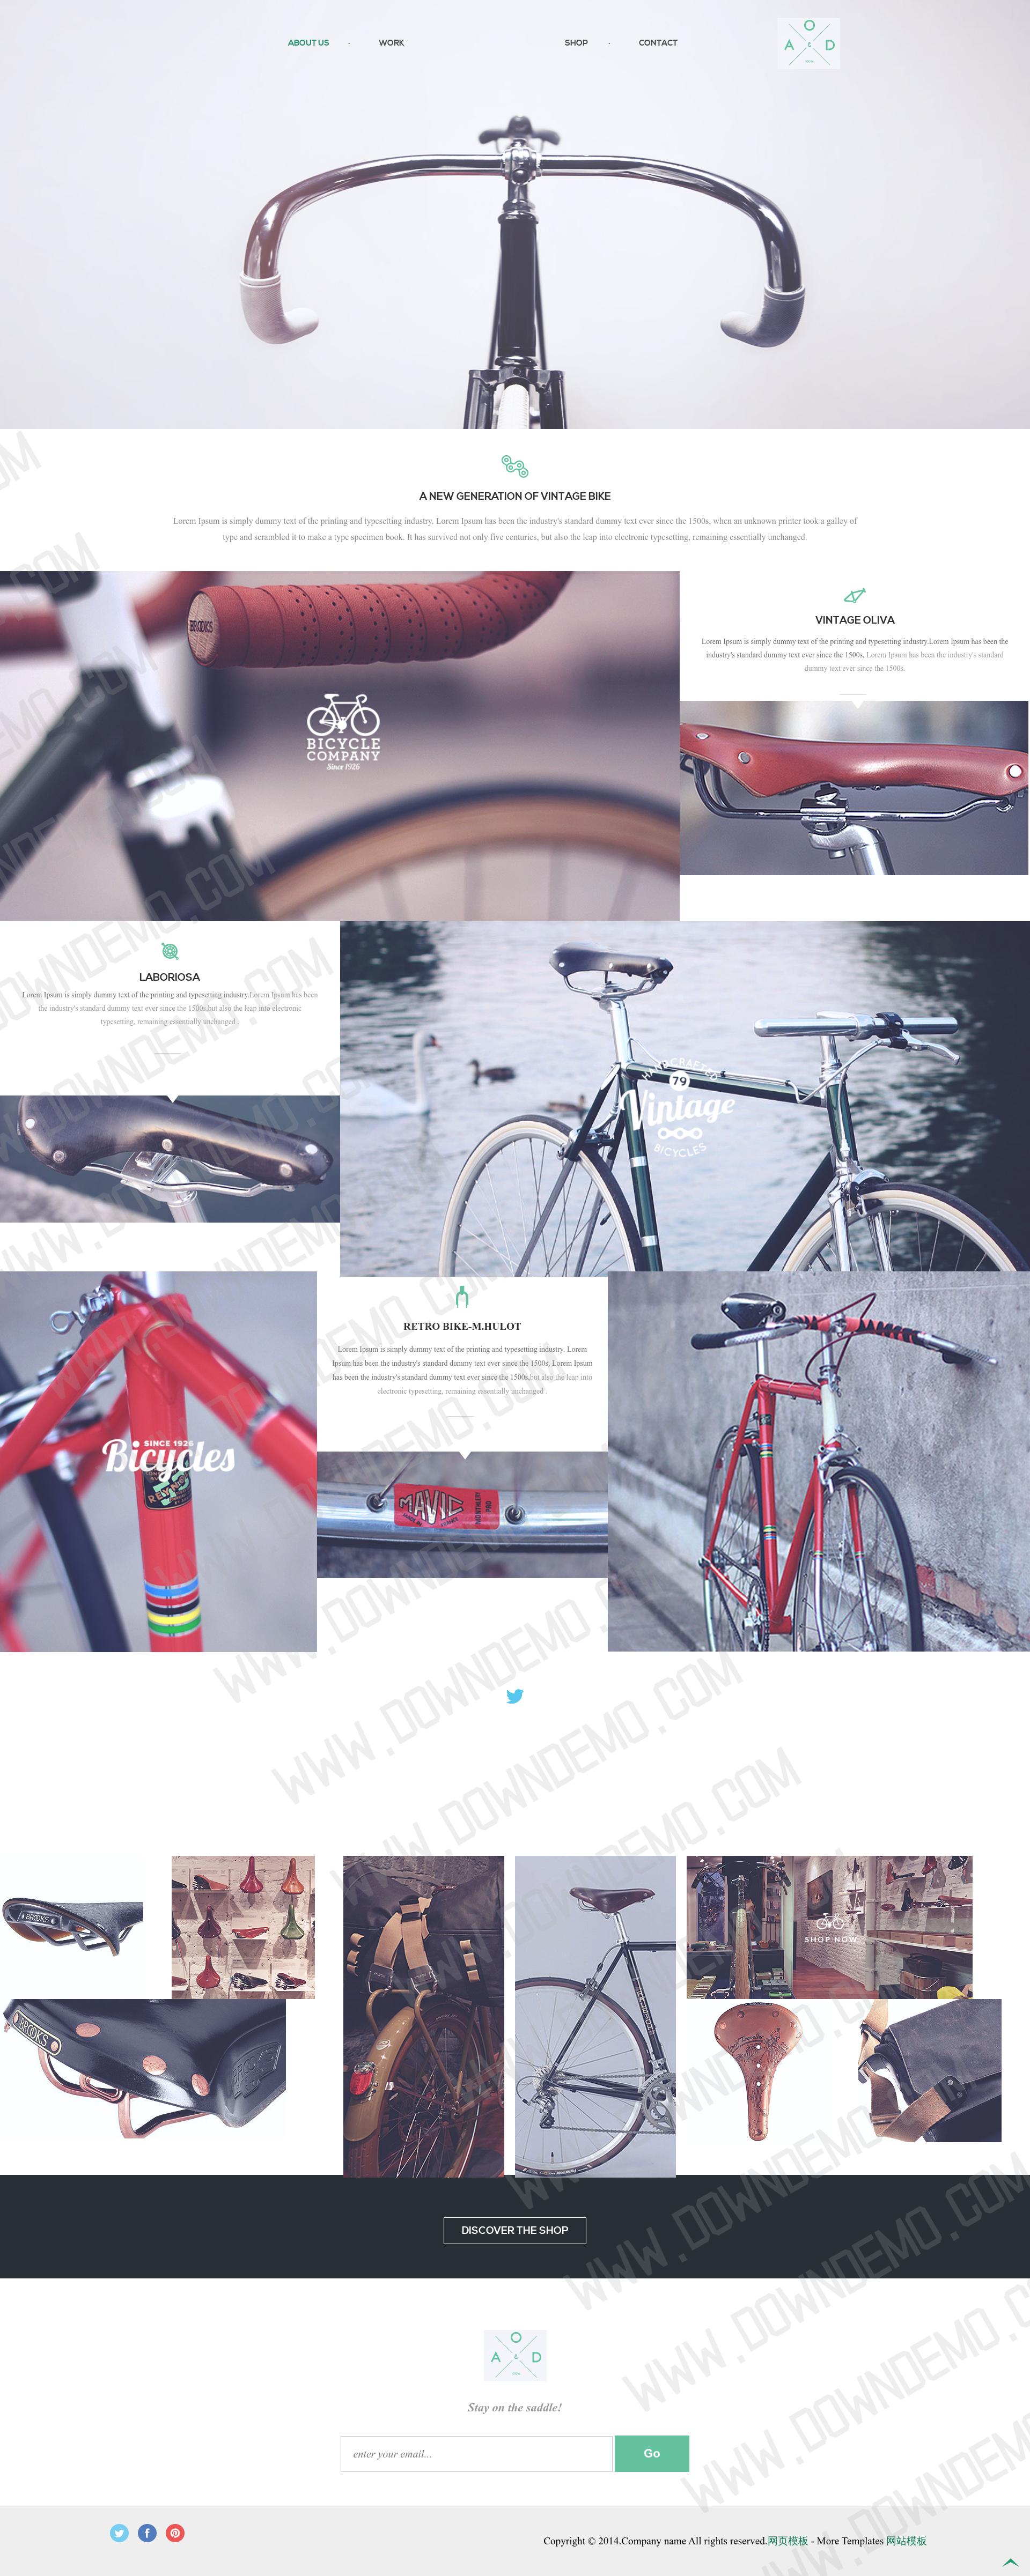 ABOUT US · WORK SHOP · CONTACT
O
A & D
A NEW GENERATION OF VINTAGE BIKE
Lorem Ipsum is simply dummy text of the printing and typesetting industry. Lorem Ipsum has been the industry's standard dummy text ever since the 1500s, when an unknown printer took a galley of
type and scrambled it to make a type specimen book. It has survived not only five centuries, but also the leap into electronic typesetting, remaining essentially unchanged.
BROOKS
BICYCLE
COMPANY
Since 1926
VINTAGE OLIVA
Lorem Ipsum is simply dummy text of the printing and typesetting industry.Lorem Ipsum has been the
industry's standard dummy text ever since the 1500s, Lorem Ipsum has been the industry's standard
dummy text ever since the 1500s.
LABORIOSA
Lorem Ipsum is simply dummy text of the printing and typesetting industry.Lorem Ipsum has been
the industry's standard dummy text ever since the 1500s,but also the leap into electronic
typesetting, remaining essentially unchanged .
HANDCRAFTED
79
Vintage
BICYCLES
RETRO BIKE-M.HULOT
Lorem Ipsum is simply dummy text of the printing and typesetting industry. Lorem
Ipsum has been the industry's standard dummy text ever since the 1500s, Lorem Ipsum
has been the industry's standard dummy text ever since the 1500s,but also the leap into
electronic typesetting, remaining essentially unchanged .
SINCE 1926
Bicycles
MAVIC
BROOKS
SHOP NOW
BROOKS
DISCOVER THE SHOP
O
A & D
Stay on the saddle!
enter your email...
Go
Copyright © 2014.Company name All rights reserved.网页模板 - More Templates 网站模板
WWW.DOWNDEMO.COM